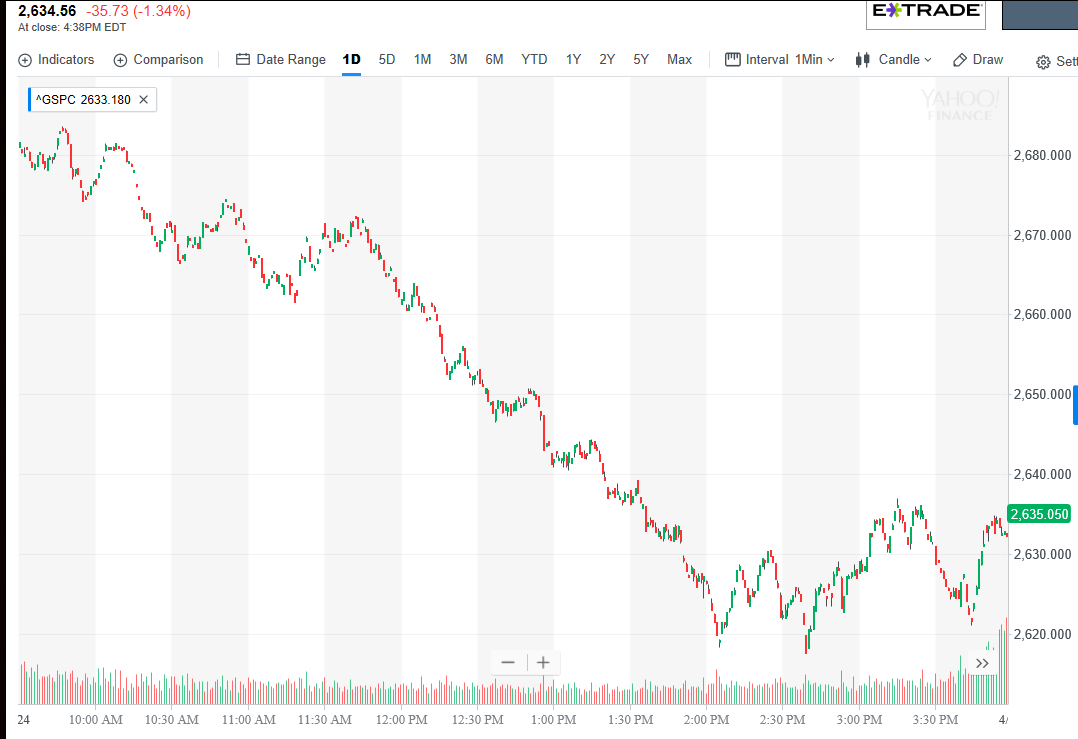 2,634.56 -35.73 (-1.34%)
At close: 4:38PM EDT
E*TRADE
Indicators Comparison Date Range 1D 5D 1M 3M 6M YTD 1Y 2Y 5Y Max Interval 1Min Candle Draw Sett
^GSPC 2633.180 ✕
YAHOO!
FINANCE
2,680.000
2,670.000
2,660.000
2,650.000
2,640.000
2,635.050
2,630.000
2,620.000
24 10:00 AM 10:30 AM 11:00 AM 11:30 AM 12:00 PM 12:30 PM 1:00 PM 1:30 PM 2:00 PM 2:30 PM 3:00 PM 3:30 PM 4/